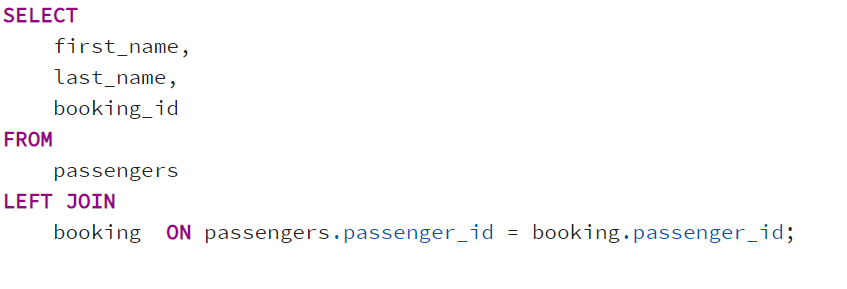 SELECT
    first_name,
    last_name,
    booking_id
FROM
    passengers
LEFT JOIN
    booking  ON passengers.passenger_id = booking.passenger_id;